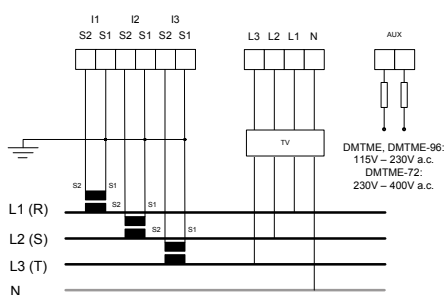 I1 I2 I3
S2 S1 S2 S1 S2 S1
L3 L2 L1 N
AUX
TV
DMTME, DMTME-96:
115V – 230V a.c.
DMTME-72:
230V – 400V a.c.
S2 S1
L1 (R)
S2 S1
L2 (S)
S2 S1
L3 (T)
N